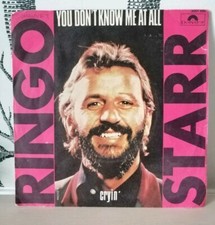 YOU DON'T KNOW ME AT ALL
RINGO
STARR
cryin'